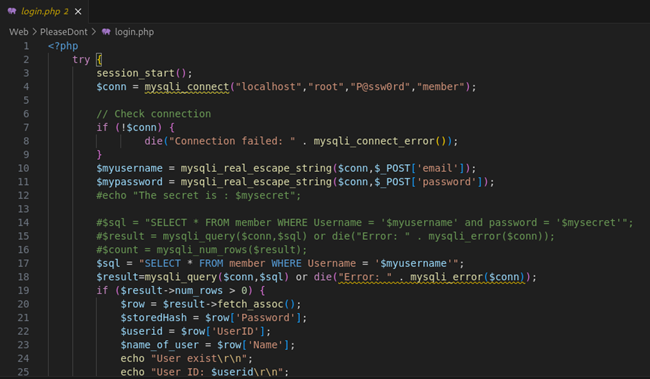 login.php 2 ×
Web > PleaseDont > login.php
1 <?php
2 try {
3 session_start();
4 $conn = mysqli_connect("localhost","root","P@ssw0rd","member");
5
6 // Check connection
7 if (!$conn) {
8 die("Connection failed: " . mysqli_connect_error());
9 }
10 $myusername = mysqli_real_escape_string($conn,$_POST['email']);
11 $mypassword = mysqli_real_escape_string($conn,$_POST['password']);
12 #echo "The secret is : $mysecret";
13
14 #$sql = "SELECT * FROM member WHERE Username = '$myusername' and password = '$mysecret'";
15 #$result = mysqli_query($conn,$sql) or die("Error: " . mysqli_error($conn));
16 #$count = mysqli_num_rows($result);
17 $sql = "SELECT * FROM member WHERE Username = '$myusername'";
18 $result=mysqli_query($conn,$sql) or die("Error: " . mysqli_error($conn));
19 if ($result->num_rows > 0) {
20 $row = $result->fetch_assoc();
21 $storedHash = $row['Password'];
22 $userid = $row['UserID'];
23 $name_of_user = $row['Name'];
24 echo "User exist\r\n";
25 echo "User ID: $userid\r\n";